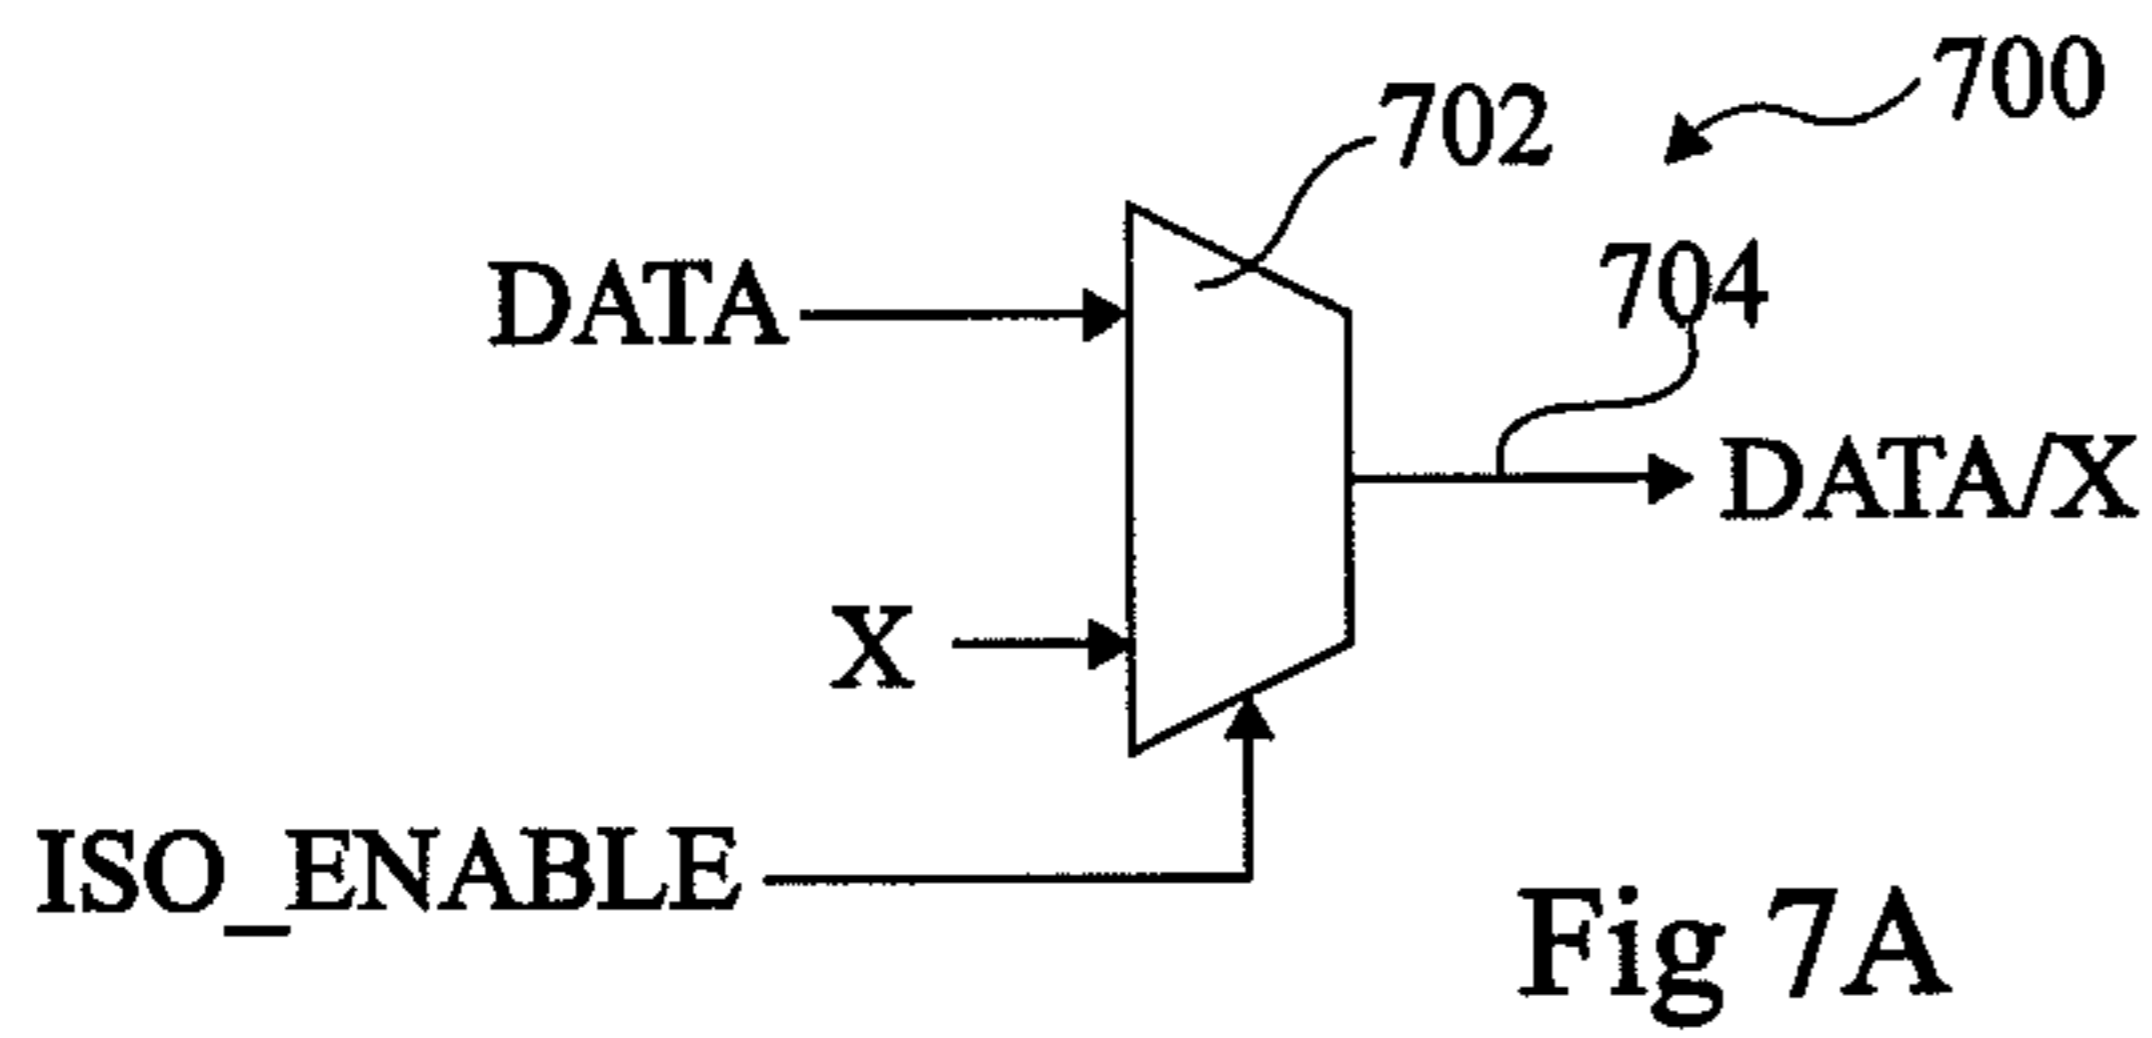 700
702
704
DATA
DATA/X
X
ISO_ENABLE
Fig 7A